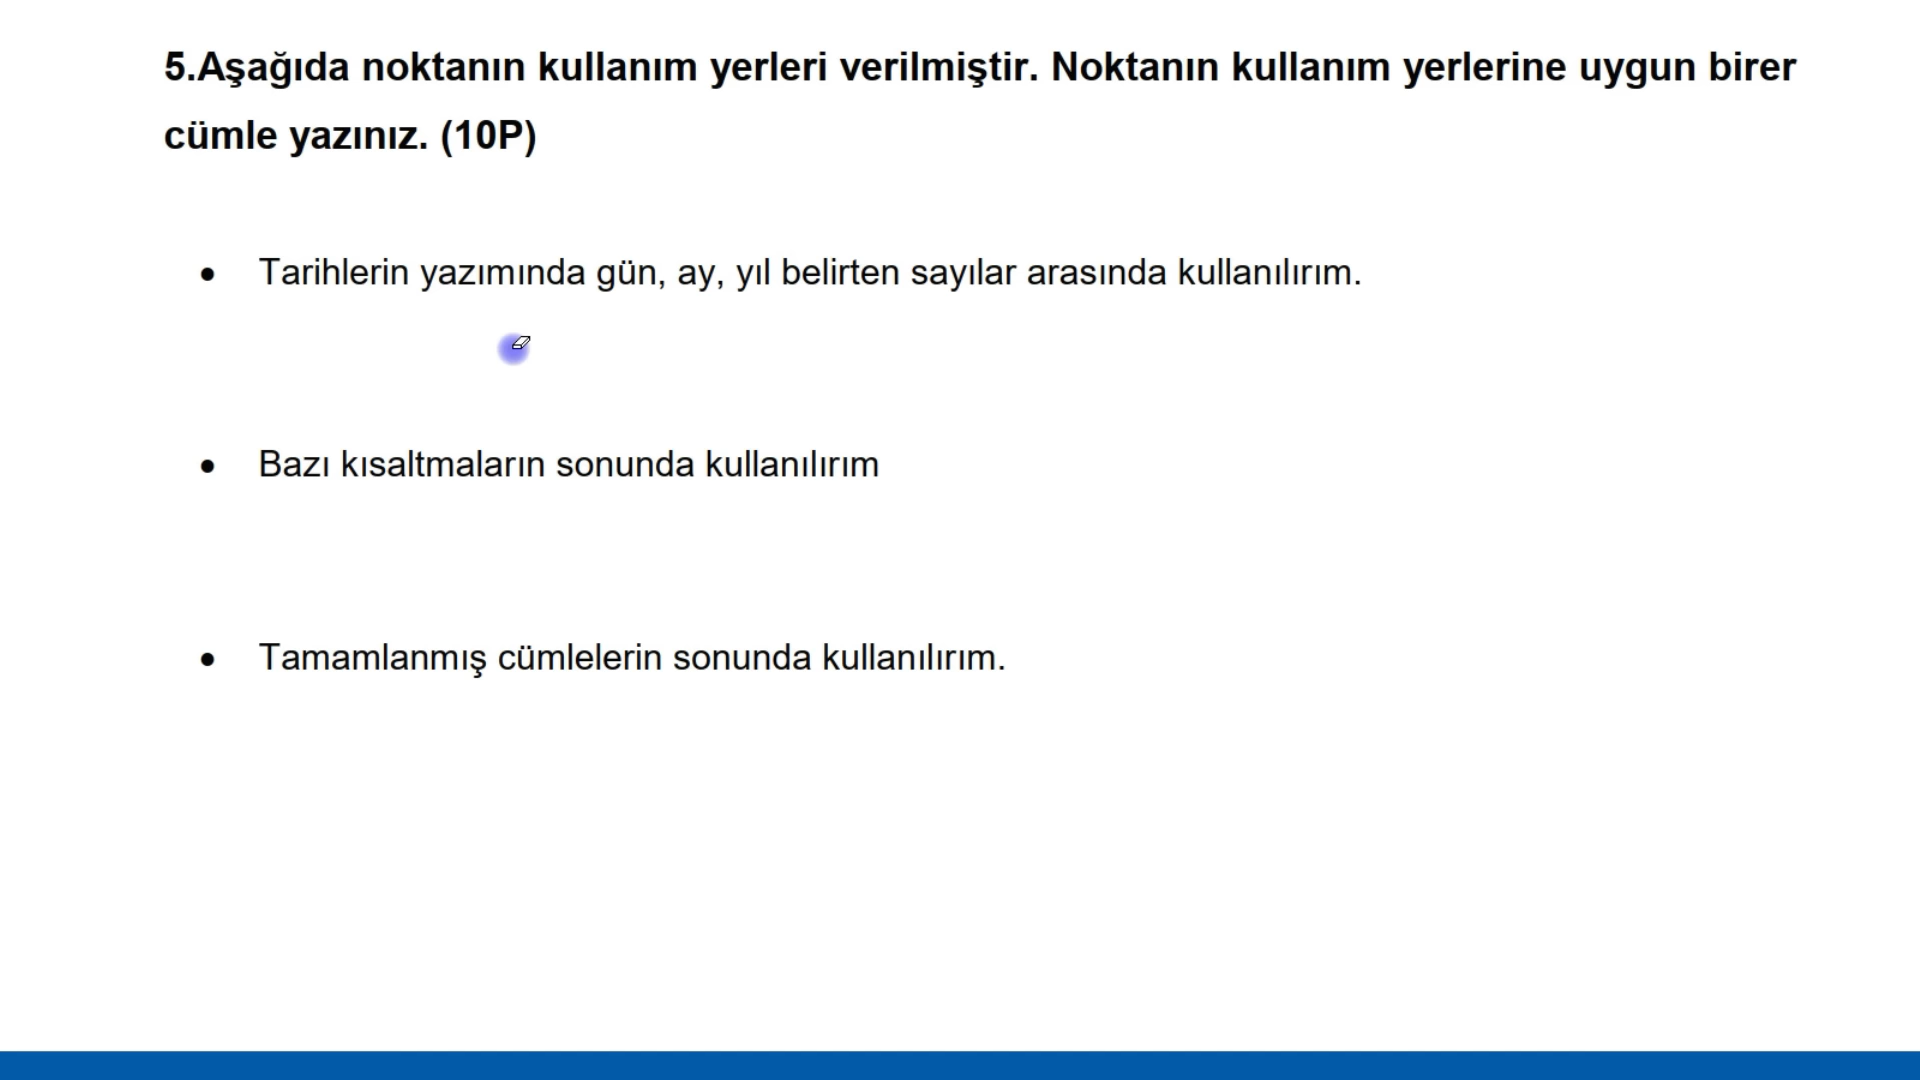 5.Aşağıda noktanın kullanım yerleri verilmiştir. Noktanın kullanım yerlerine uygun birer
cümle yazınız. (10P)
• Tarihlerin yazımında gün, ay, yıl belirten sayılar arasında kullanılırım.
• Bazı kısaltmaların sonunda kullanılırım
• Tamamlanmış cümlelerin sonunda kullanılırım.